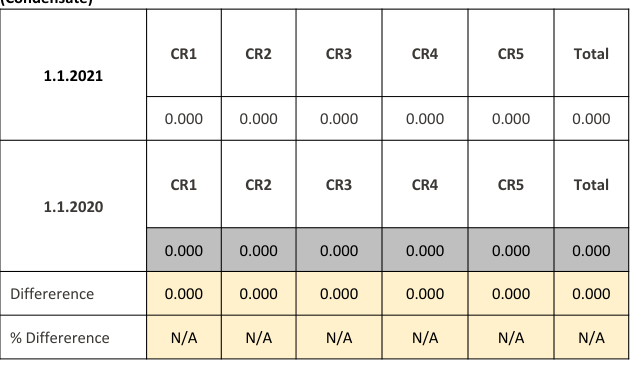 (Condensate)
CR1 CR2 CR3 CR4 CR5 Total
1.1.2021
0.000 0.000 0.000 0.000 0.000 0.000
CR1 CR2 CR3 CR4 CR5 Total
1.1.2020
0.000 0.000 0.000 0.000 0.000 0.000
Differerence 0.000 0.000 0.000 0.000 0.000 0.000
% Differerence N/A N/A N/A N/A N/A N/A